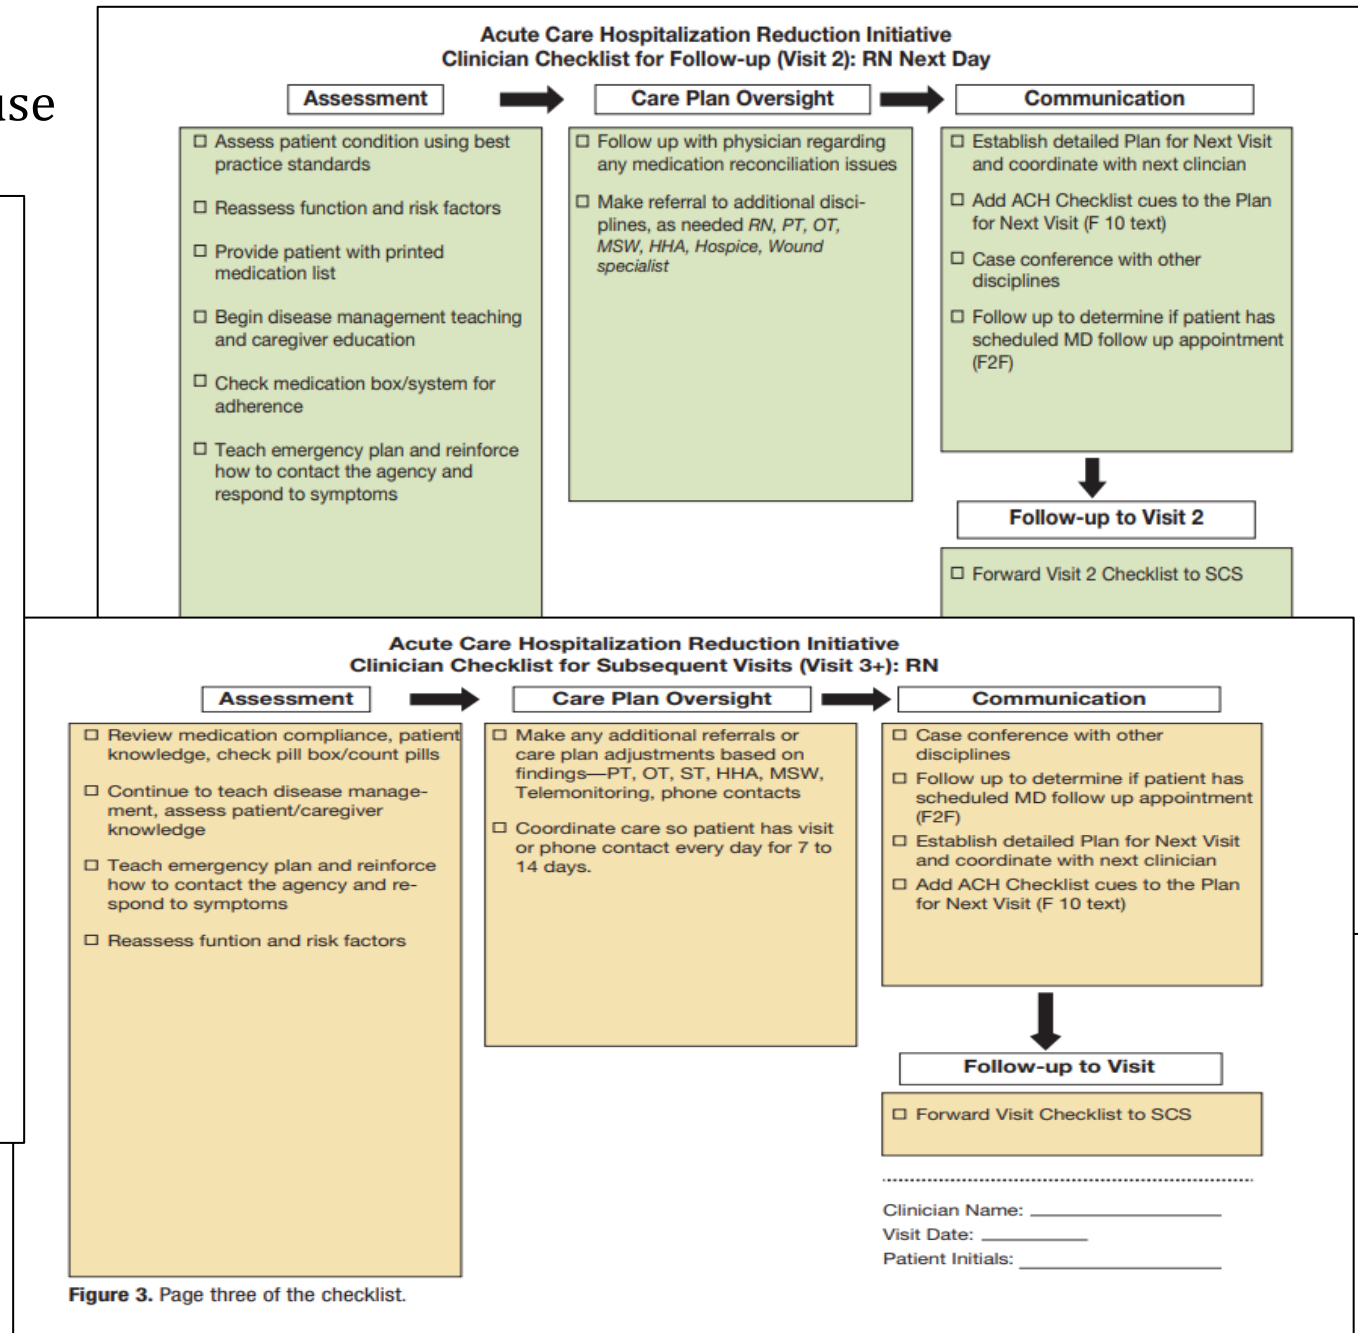 use
Acute Care Hospitalization Reduction Initiative
Clinician Checklist for Follow-up (Visit 2): RN Next Day
Assessment
Care Plan Oversight
Communication
☐ Assess patient condition using best
practice standards
☐ Reassess function and risk factors
☐ Provide patient with printed
medication list
☐ Begin disease management teaching
and caregiver education
☐ Check medication box/system for
adherence
☐ Teach emergency plan and reinforce
how to contact the agency and
respond to symptoms
☐ Follow up with physician regarding
any medication reconciliation issues
☐ Make referral to additional disci-
plines, as needed RN, PT, OT,
MSW, HHA, Hospice, Wound
specialist
☐ Establish detailed Plan for Next Visit
and coordinate with next clincian
☐ Add ACH Checklist cues to the Plan
for Next Visit (F 10 text)
☐ Case conference with other
disciplines
☐ Follow up to determine if patient has
scheduled MD follow up appointment
(F2F)
Follow-up to Visit 2
☐ Forward Visit 2 Checklist to SCS
Acute Care Hospitalization Reduction Initiative
Clinician Checklist for Subsequent Visits (Visit 3+): RN
Assessment
Care Plan Oversight
Communication
☐ Review medication compliance, patient
knowledge, check pill box/count pills
☐ Continue to teach disease manage-
ment, assess patient/caregiver
knowledge
☐ Teach emergency plan and reinforce
how to contact the agency and re-
spond to symptoms
☐ Reassess funtion and risk factors
☐ Make any additional referrals or
care plan adjustments based on
findings—PT, OT, ST, HHA, MSW,
Telemonitoring, phone contacts
☐ Coordinate care so patient has visit
or phone contact every day for 7 to
14 days.
☐ Case conference with other
disciplines
☐ Follow up to determine if patient has
scheduled MD follow up appointment
(F2F)
☐ Establish detailed Plan for Next Visit
and coordinate with next clinician
☐ Add ACH Checklist cues to the Plan
for Next Visit (F 10 text)
Follow-up to Visit
☐ Forward Visit Checklist to SCS
Clinician Name:
Visit Date:
Patient Initials:
Figure 3. Page three of the checklist.